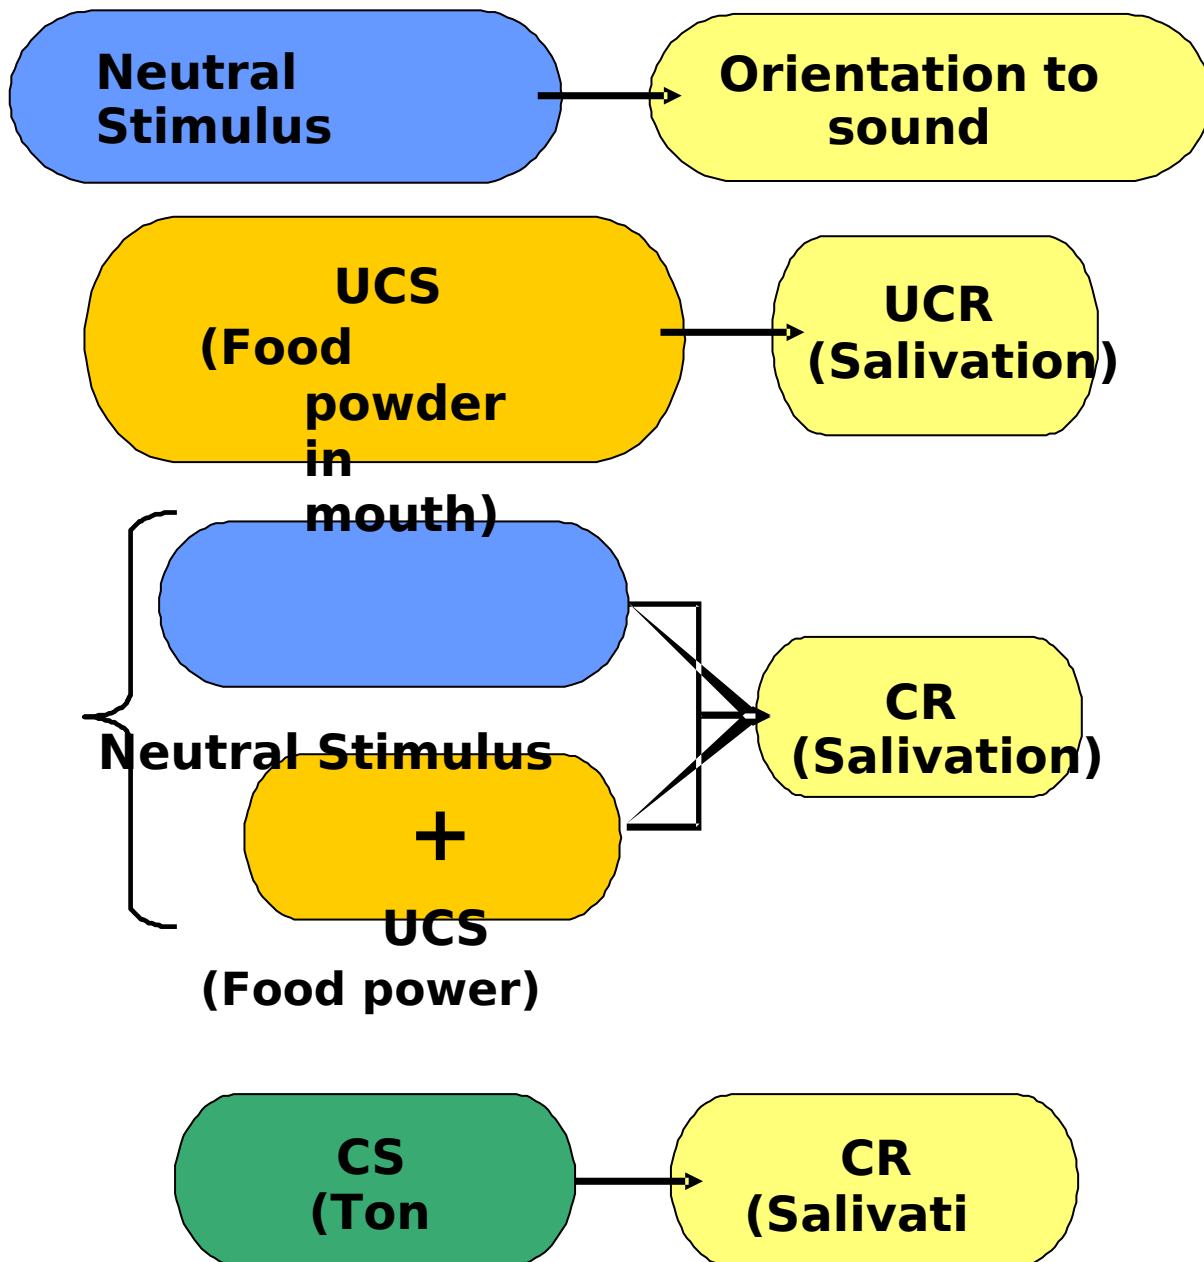 Neutral
Stimulus
Orientation to
sound
UCS
(Food
powder
in
mouth)
UCR
(Salivation)
Neutral Stimulus
+
UCS
(Food power)
CR
(Salivation)
CS
(Ton
CR
(Salivati